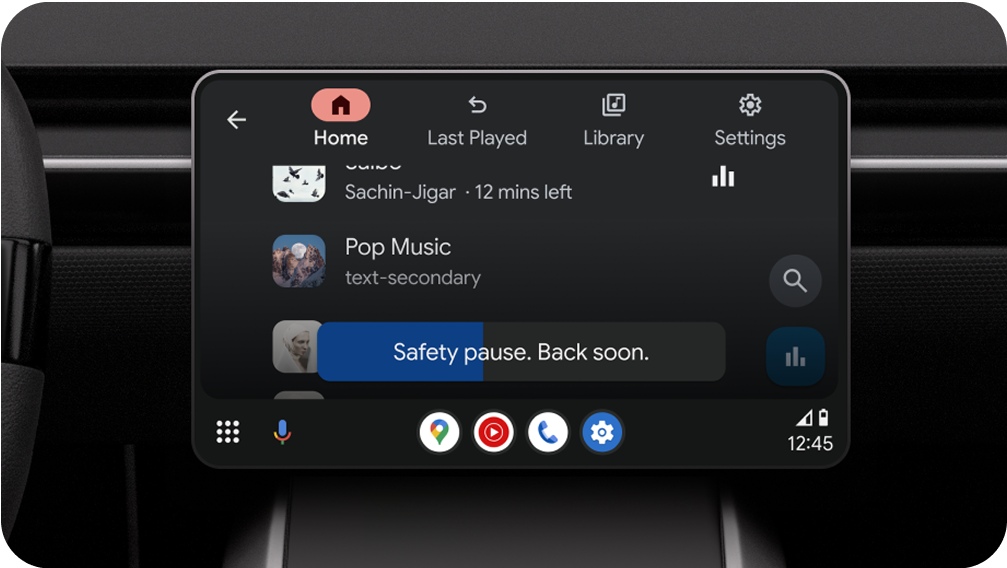 Home
Last Played
Library
Settings
Sachin-Jigar · 12 mins left
Pop Music
text-secondary
Safety pause. Back soon.
12:45